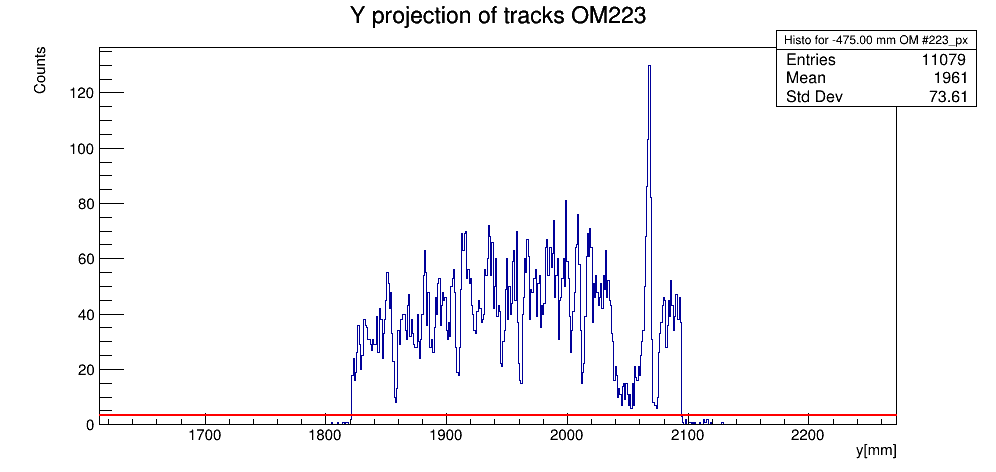 Y projection of tracks OM223
Histo for -475.00 mm OM #223_px
Entries 11079
Mean 1961
Std Dev 73.61
Counts
120
100
80
60
40
20
0
1700 1800 1900 2000 2100 2200
y[mm]